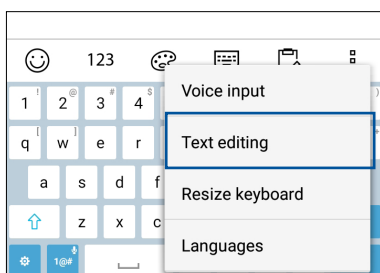 123
Voice input
1 ! 2 @ 3 # 4 $ )
Text editing
q [ w ] e r
Resize keyboard
a s d f
z x c
Languages
1@#